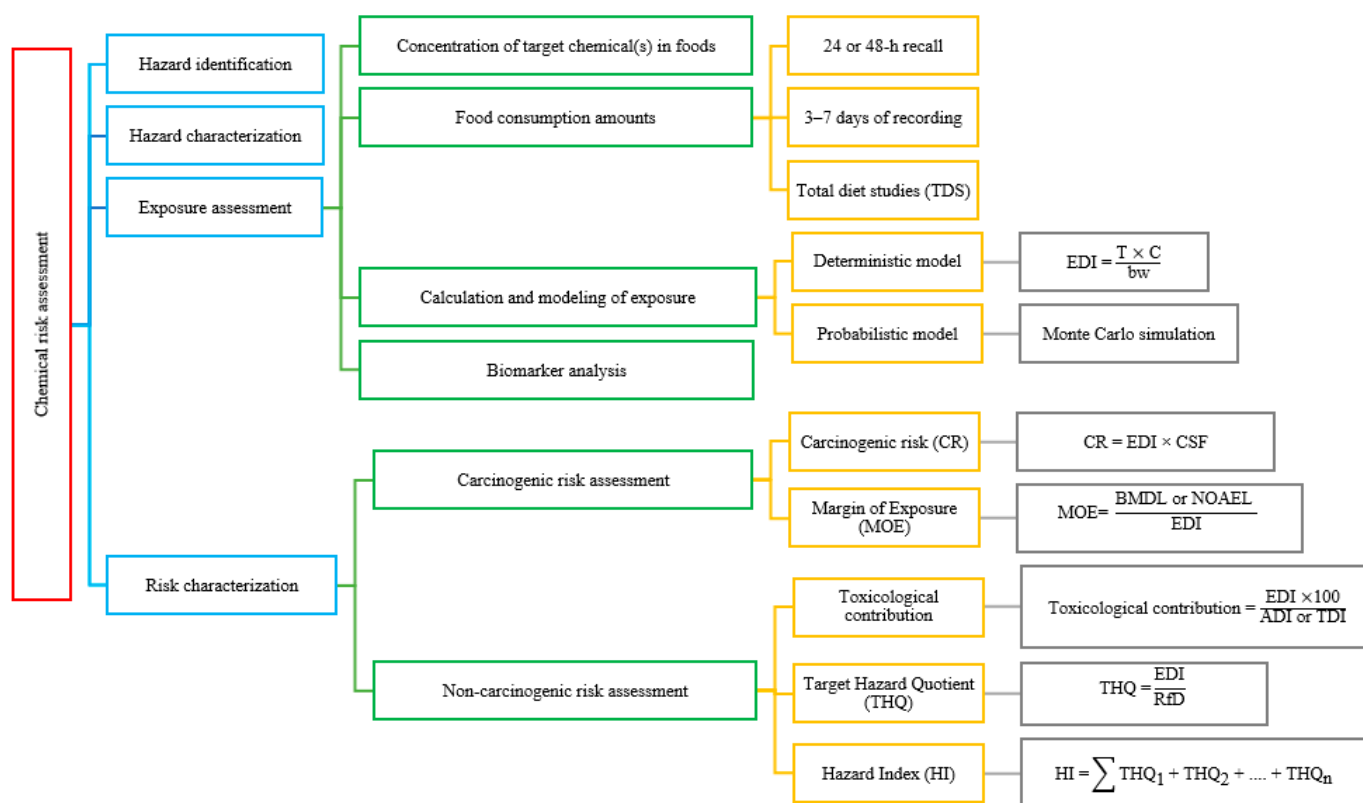 Chemical risk assessment
Hazard identification
Hazard characterization
Exposure assessment
Concentration of target chemical(s) in foods
Food consumption amounts
24 or 48-h recall
3–7 days of recording
Total diet studies (TDS)
Calculation and modeling of exposure
Deterministic model
EDI = T × C
bw
Probabilistic model
Monte Carlo simulation
Biomarker analysis
Risk characterization
Carcinogenic risk assessment
Carcinogenic risk (CR)
CR = EDI × CSF
Margin of Exposure
(MOE)
MOE= BMDL or NOAEL
EDI
Non-carcinogenic risk assessment
Toxicological
contribution
Toxicological contribution = EDI ×100
ADI or TDI
Target Hazard Quotient
(THQ)
THQ = EDI
RfD
Hazard Index (HI)
HI = ∑ THQ₁ + THQ₂ + .... + THQₙ